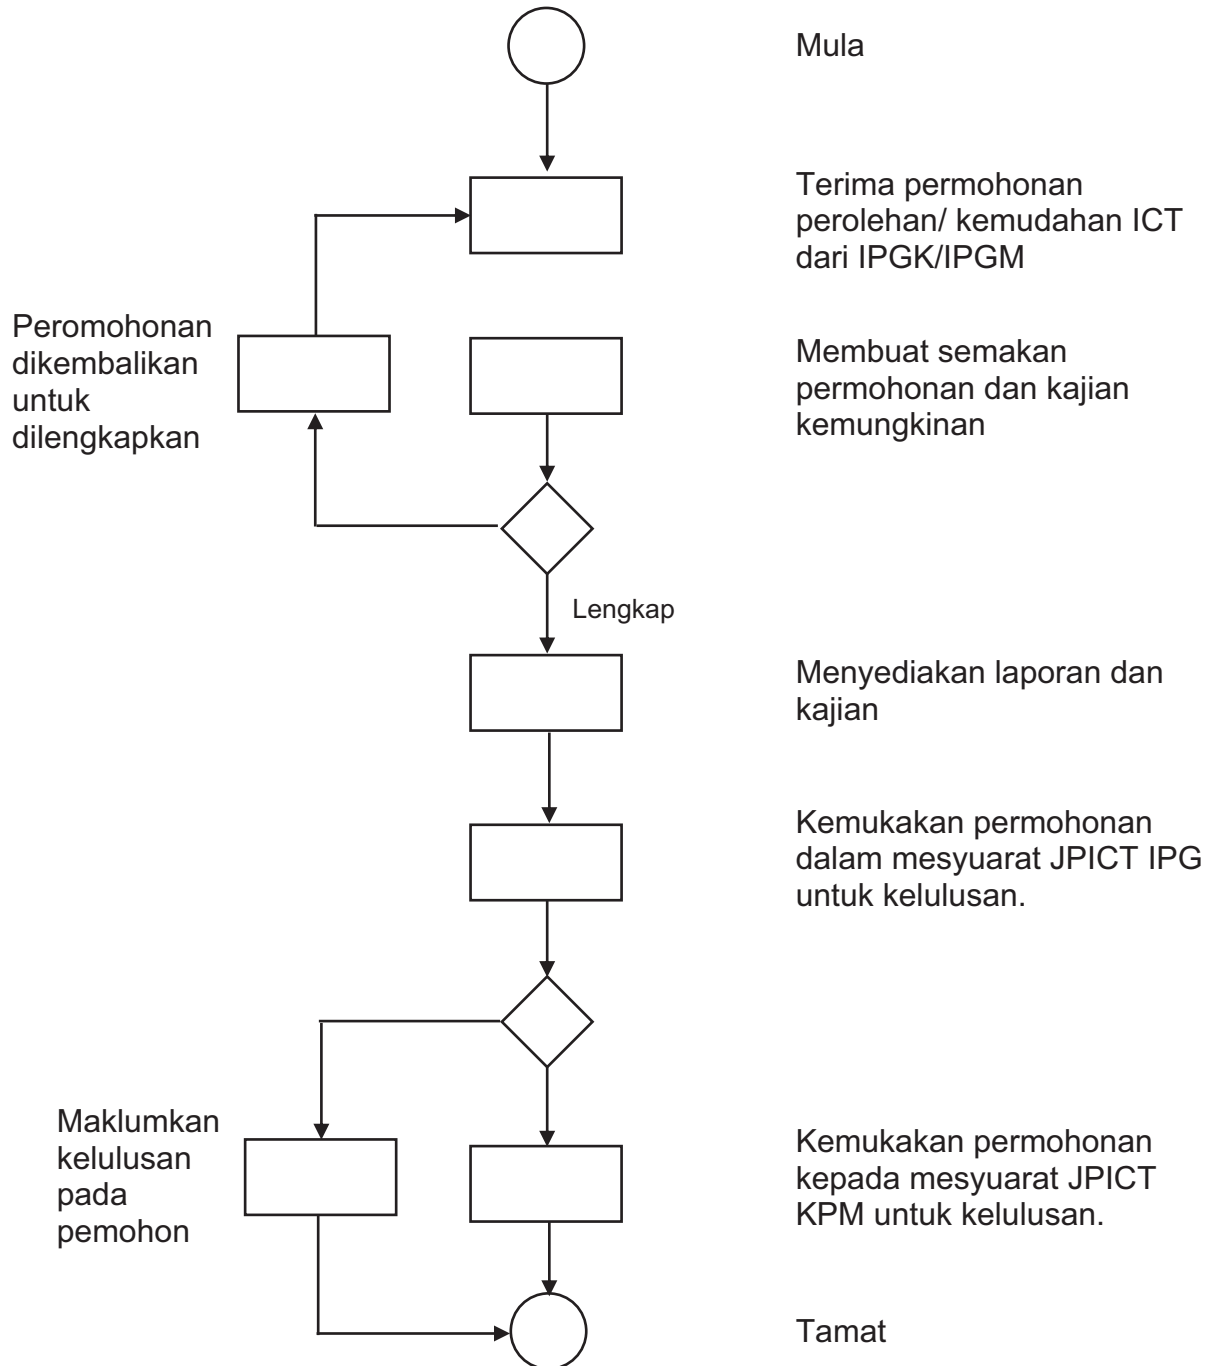 Mula
Terima permohonan
perolehan/ kemudahan ICT
dari IPGK/IPGM
Peromohonan
dikembalikan
untuk
dilengkapkan
Membuat semakan
permohonan dan kajian
kemungkinan
Lengkap
Menyediakan laporan dan
kajian
Kemukakan permohonan
dalam mesyuarat JPICT IPG
untuk kelulusan.
Maklumkan
kelulusan
pada
pemohon
Kemukakan permohonan
kepada mesyuarat JPICT
KPM untuk kelulusan.
Tamat